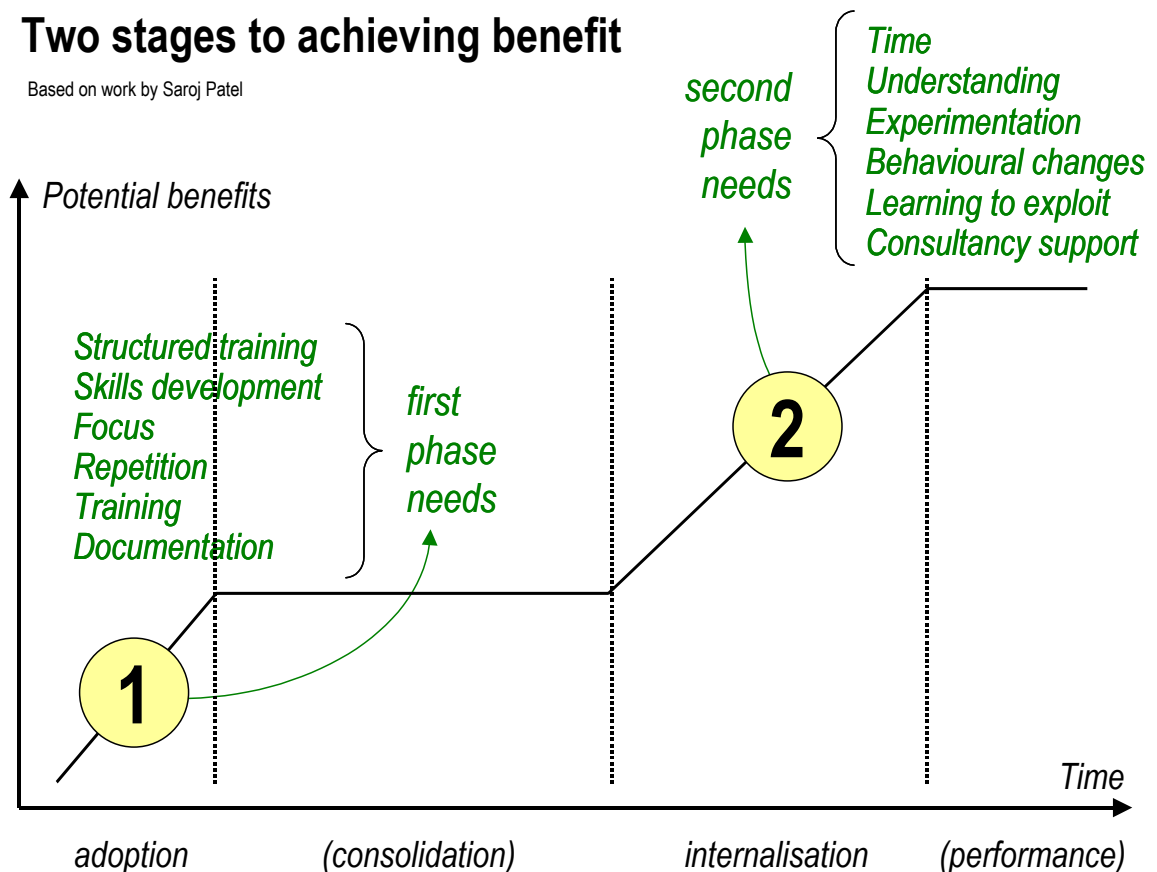 Two stages to achieving benefit
Based on work by Saroj Patel
second
phase
needs
Time
Understanding
Experimentation
Behavioural changes
Learning to exploit
Consultancy support
Potential benefits
Structured training
Skills development
Focus
Repetition
Training
Documentation
first
phase
needs
2
1
Time
adoption
(consolidation)
internalisation
(performance)